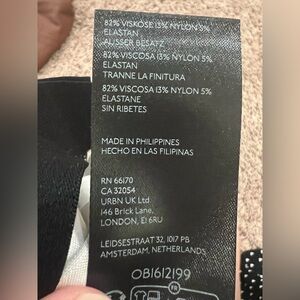 82% VISKOSE 13% NYLON 5%
ELASTAN
AUSSER BESATZ
82% VISCOSA 13% NYLON 5%
ELASTAN
TRANNE LA FINITURA
82% VISCOSA 13% NYLON 5%
ELASTANE
SIN RIBETES
MADE IN PHILIPPINES
HECHO EN LAS FILIPINAS
RN 66170
CA 32054
URBN UK Ltd
146 Brick Lane,
LONDON, E1 6RU
LEIDSESTRAAT 32, 1017 PB
AMSTERDAM, NETHERLANDS
OB1612199
FR